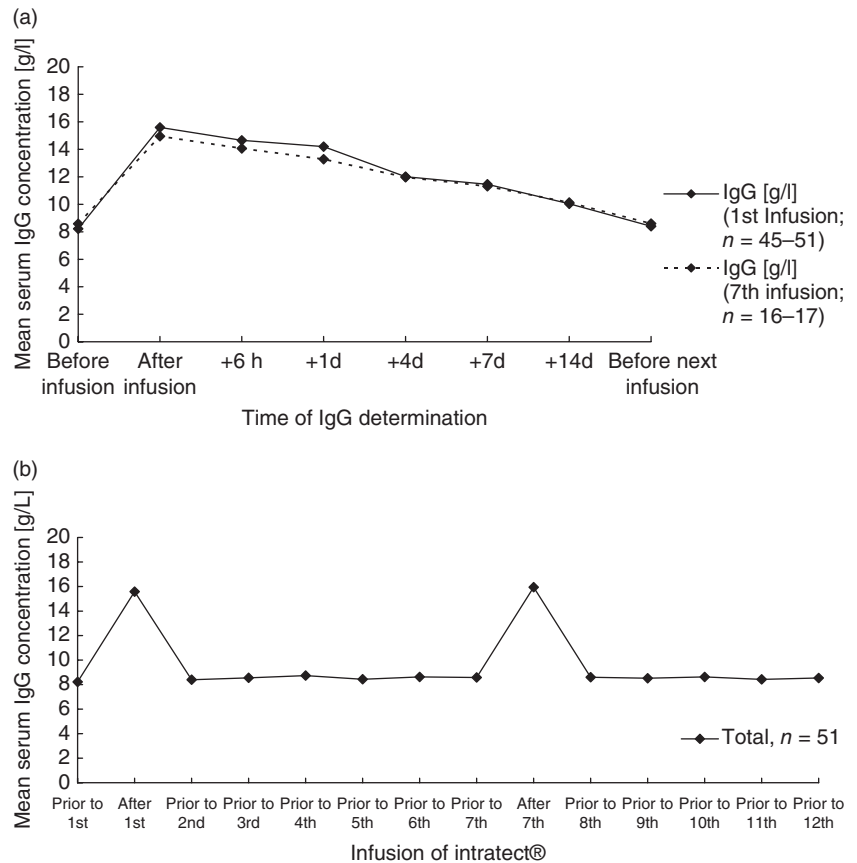 (a)
Mean serum IgG concentration [g/l]
20
18
16
14
12
10
8
6
4
2
0
Before infusion
After infusion
+6 h
+1d
+4d
+7d
+14d
Before next infusion
Time of IgG determination
IgG [g/l]
(1st Infusion;
n = 45–51)
IgG [g/l]
(7th infusion;
n = 16–17)
(b)
Mean serum IgG concentration [g/L]
20
18
16
14
12
10
8
6
4
2
0
Prior to 1st
After 1st
Prior to 2nd
Prior to 3rd
Prior to 4th
Prior to 5th
Prior to 6th
Prior to 7th
After 7th
Prior to 8th
Prior to 9th
Prior to 10th
Prior to 11th
Prior to 12th
Infusion of intratect®
Total, n = 51